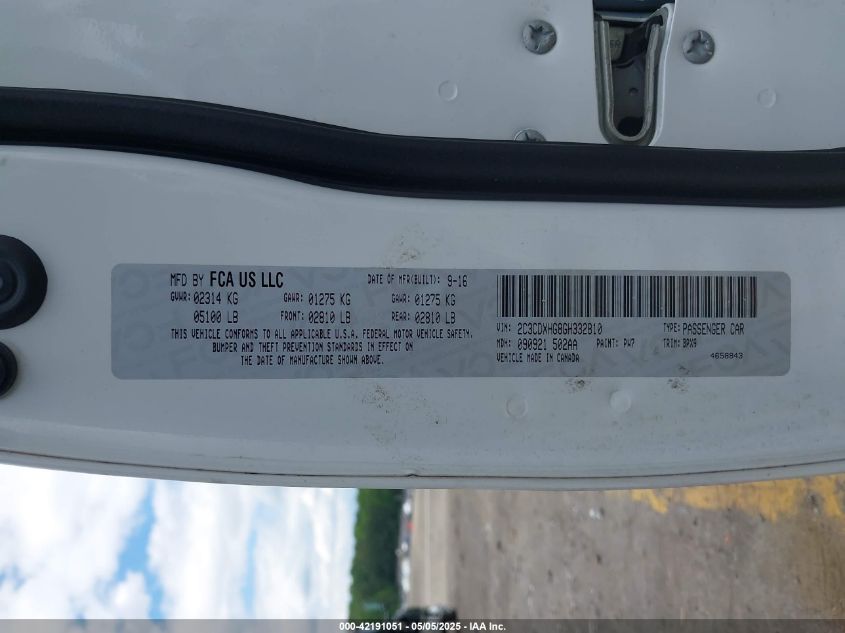 MFD BY FCA US LLC
DATE OF MFR(BUILT): 9-16
GVWR: 02314 KG GAWR: 01275 KG GAWR: 01275 KG
05100 LB FRONT: 02810 LB REAR: 02810 LB
THIS VEHICLE CONFORMS TO ALL APPLICABLE U.S.A. FEDERAL MOTOR VEHICLE SAFETY,
BUMPER AND THEFT PREVENTION STANDARDS IN EFFECT ON
THE DATE OF MANUFACTURE SHOWN ABOVE.
VIN: 2C3CDXHG8GH332810 TYPE: PASSENGER CAR
MDH: 090921 502AA PAINT: PW7 TRIM: BPX9
VEHICLE MADE IN CANADA 4658843
000-42191051 - 05/05/2025 - IAA Inc.